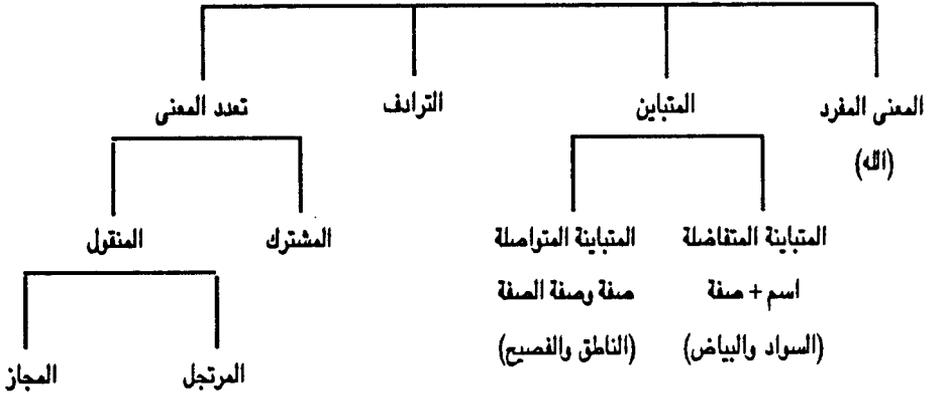 المعنى المفرد
المتباين
الترادف
تعدد المعنى
(الله)
المتباينة المتفاضلة
المتباينة المتواصلة
المشترك
المنقول
اسم + صفة
صفة وصفة الصفة
(السواد والبياض)
(الناطق والفصيح)
المرتجل
المجاز